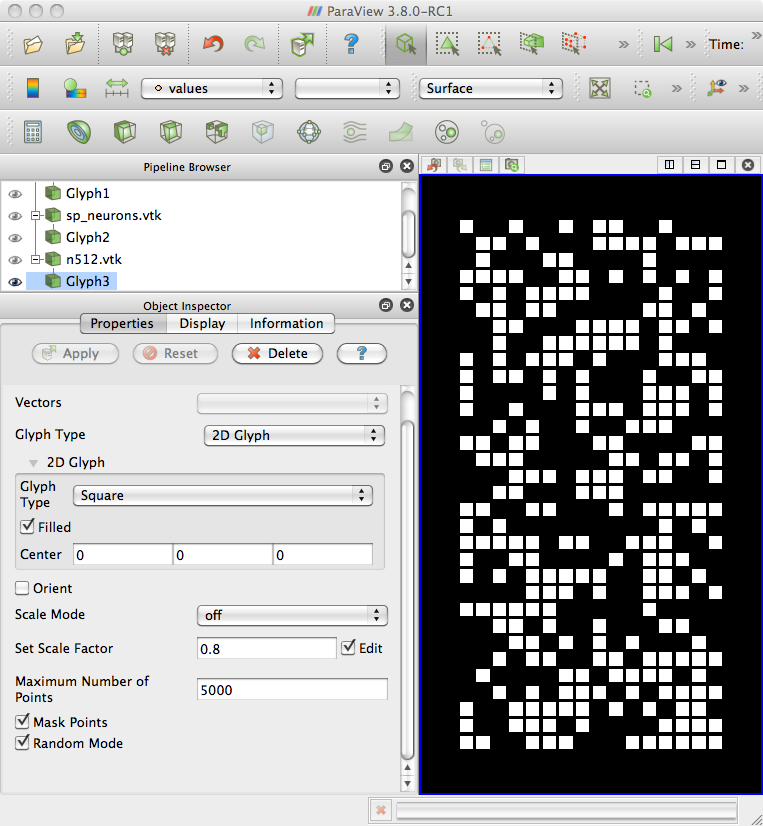 ParaView 3.8.0-RC1
?
»
»
Time:
»
values
Surface
»
»
Pipeline Browser
Glyph1
sp_neurons.vtk
Glyph2
n512.vtk
Glyph3
Object Inspector
Properties Display Information
Apply Reset Delete ?
Vectors
Glyph Type 2D Glyph
2D Glyph
Glyph
Type Square
Filled
Center 0 0 0
Orient
Scale Mode off
Set Scale Factor 0.8 Edit
Maximum Number of
Points 5000
Mask Points
Random Mode